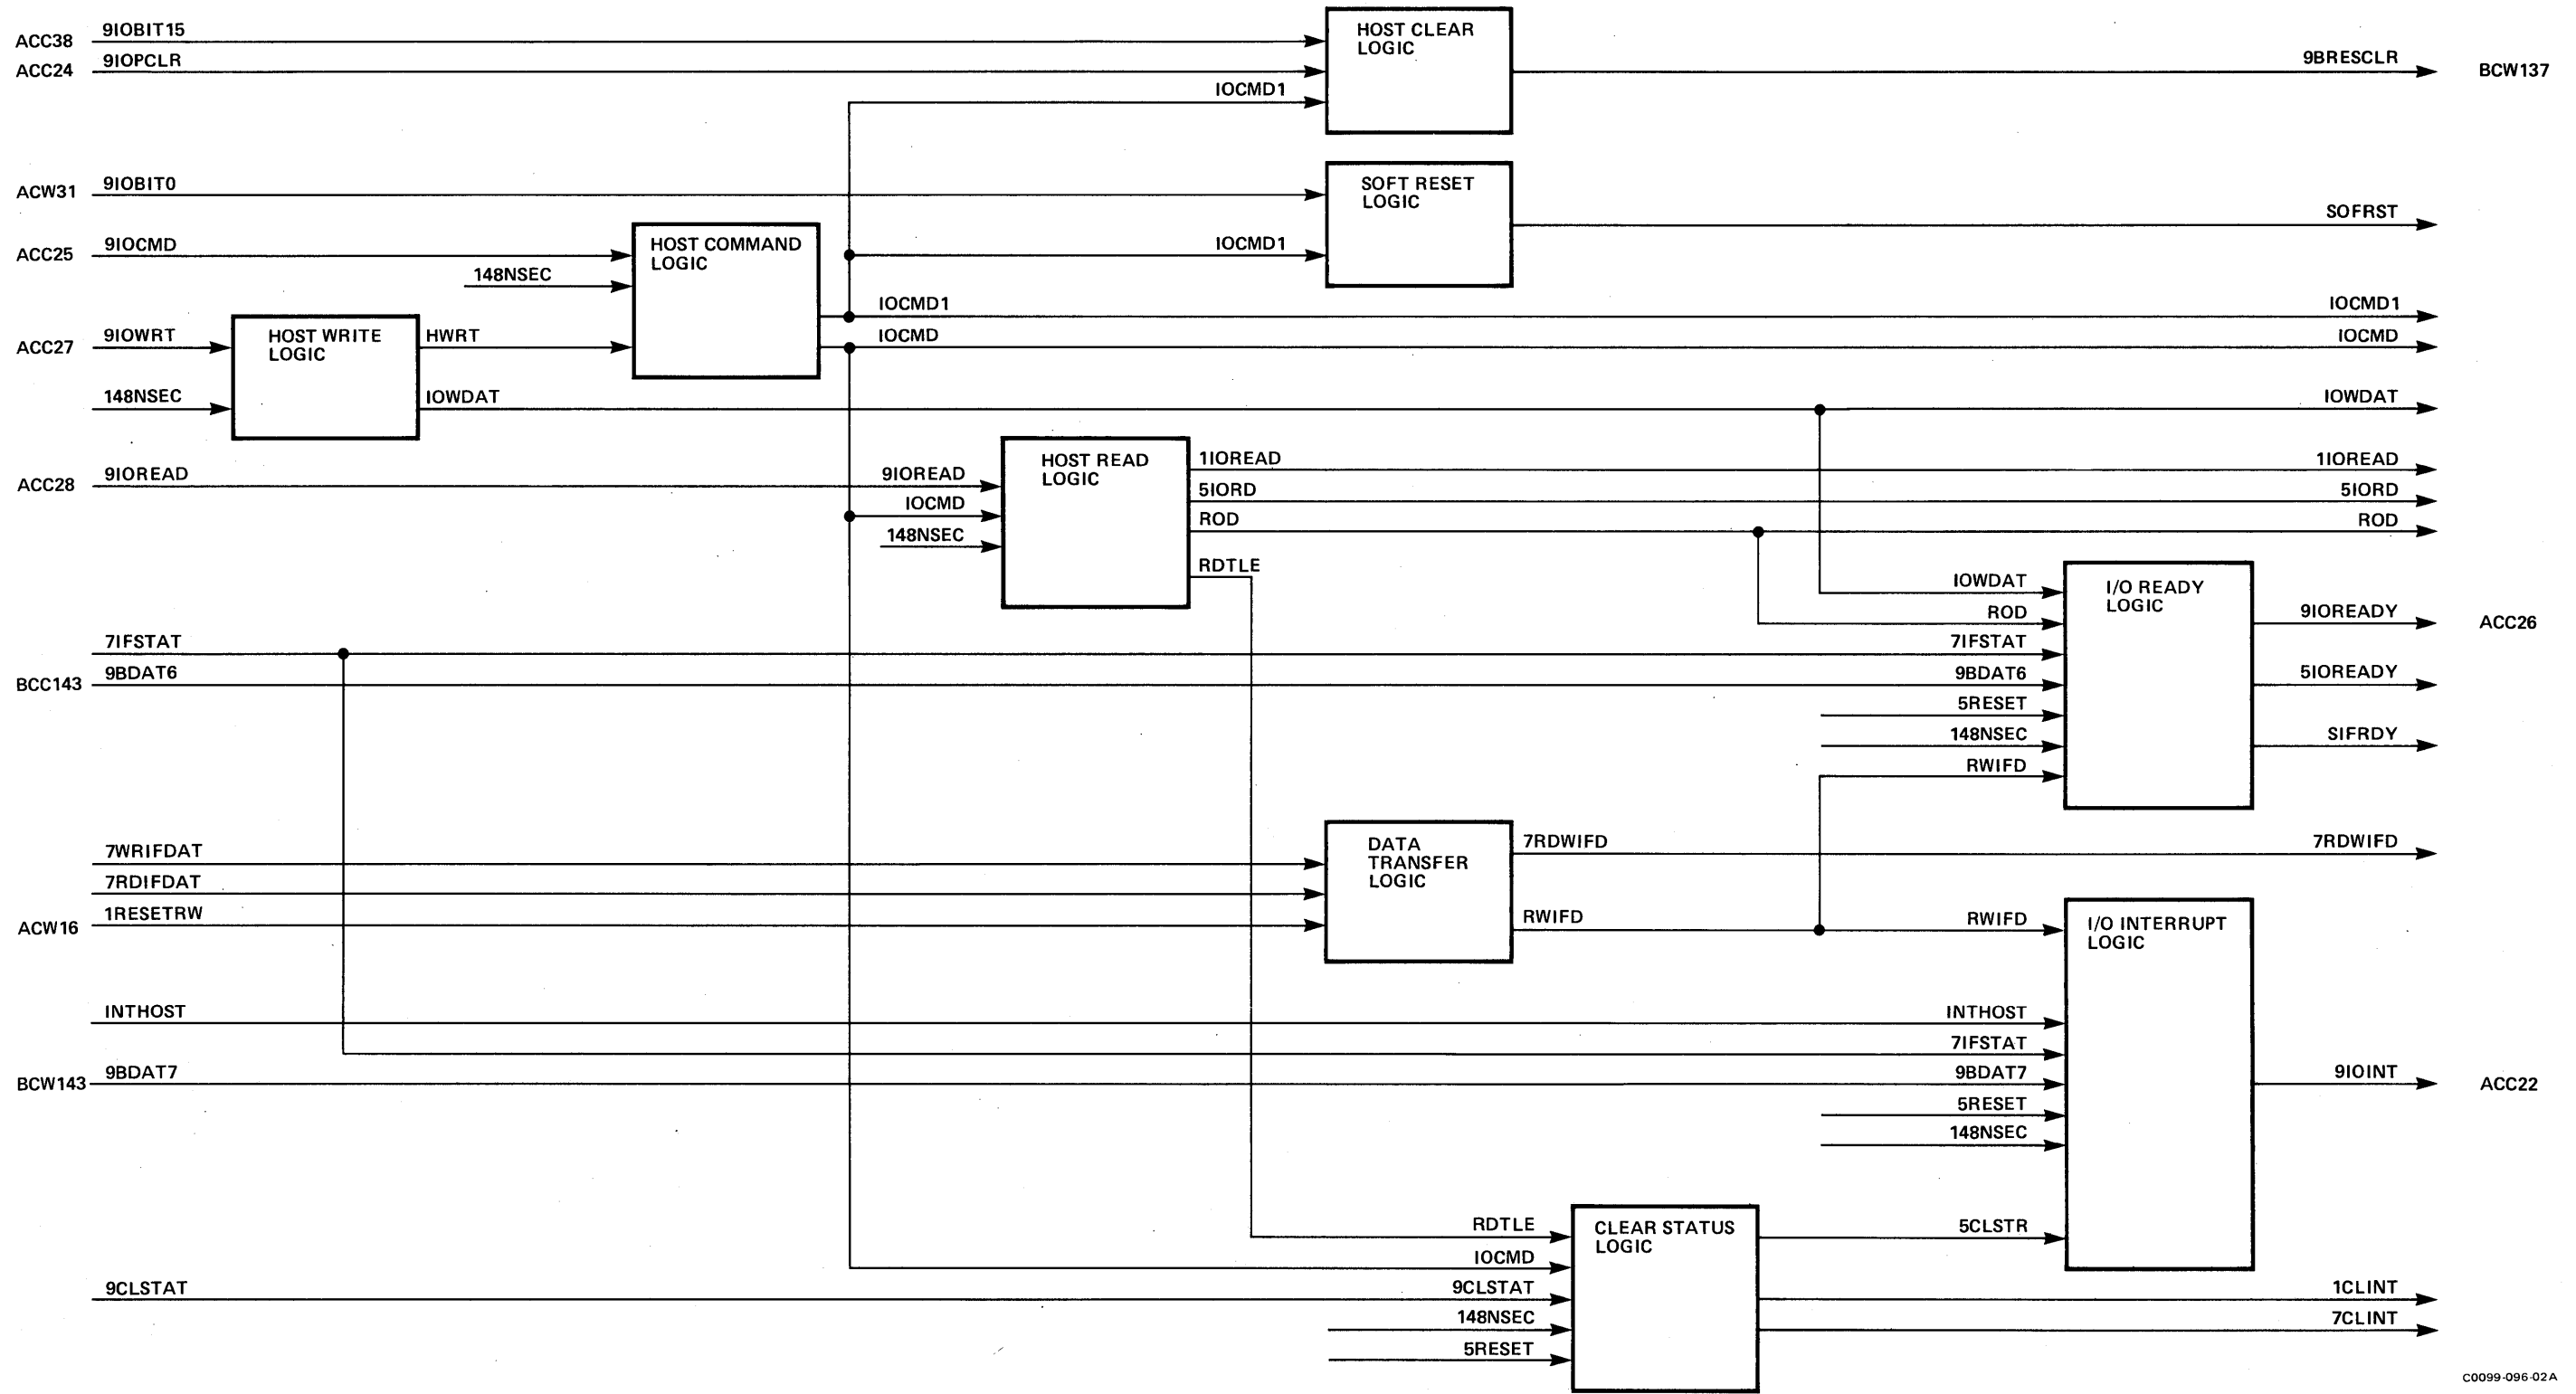 9IOBIT15
ACC38
9IOPCLR
ACC24
HOST CLEAR
LOGIC
IOCMD1
9BRESCLR
BCW137
9IOBIT0
ACW31
SOFT RESET
LOGIC
IOCMD1
SOFRST
9IOCMD
ACC25
148NSEC
HOST COMMAND
LOGIC
IOCMD1
IOCMD1
IOCMD
IOCMD
9IOWRT
ACC27
HOST WRITE
LOGIC
HWRT
148NSEC
IOWDAT
IOWDAT
9IOREAD
ACC28
9IOREAD
IOCMD
148NSEC
HOST READ
LOGIC
1IOREAD
1IOREAD
5IORD
5IORD
ROD
ROD
RDTLE
7IFSTAT
9BDAT6
BCC143
IOWDAT
ROD
7IFSTAT
9BDAT6
5RESET
148NSEC
RWIFD
I/O READY
LOGIC
9IOREADY
ACC26
5IOREADY
SIFRDY
7WRIFDAT
7RDIFDAT
1RESETRW
ACW16
DATA
TRANSFER
LOGIC
7RDWIFD
7RDWIFD
RWIFD
RWIFD
INTHOST
INTHOST
7IFSTAT
9BDAT7
BCW143
9BDAT7
5RESET
148NSEC
I/O INTERRUPT
LOGIC
9IOINT
ACC22
RDTLE
IOCMD
9CLSTAT
9CLSTAT
148NSEC
5RESET
CLEAR STATUS
LOGIC
5CLSTR
1CLINT
7CLINT
C0099-096-02A